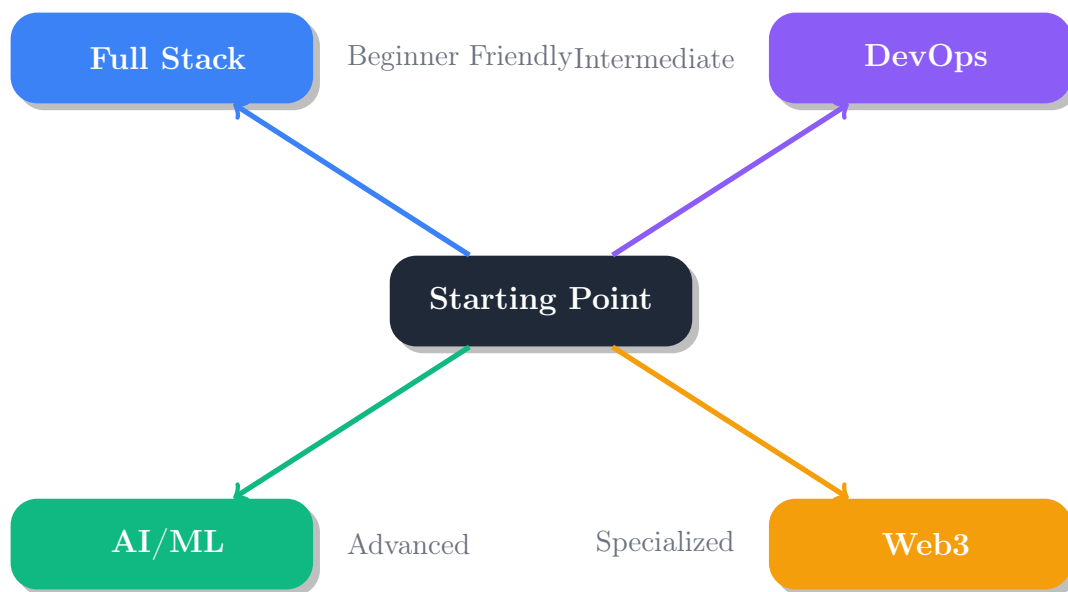 Full Stack
Beginner Friendly
Intermediate
DevOps
Starting Point
AI/ML
Advanced
Specialized
Web3